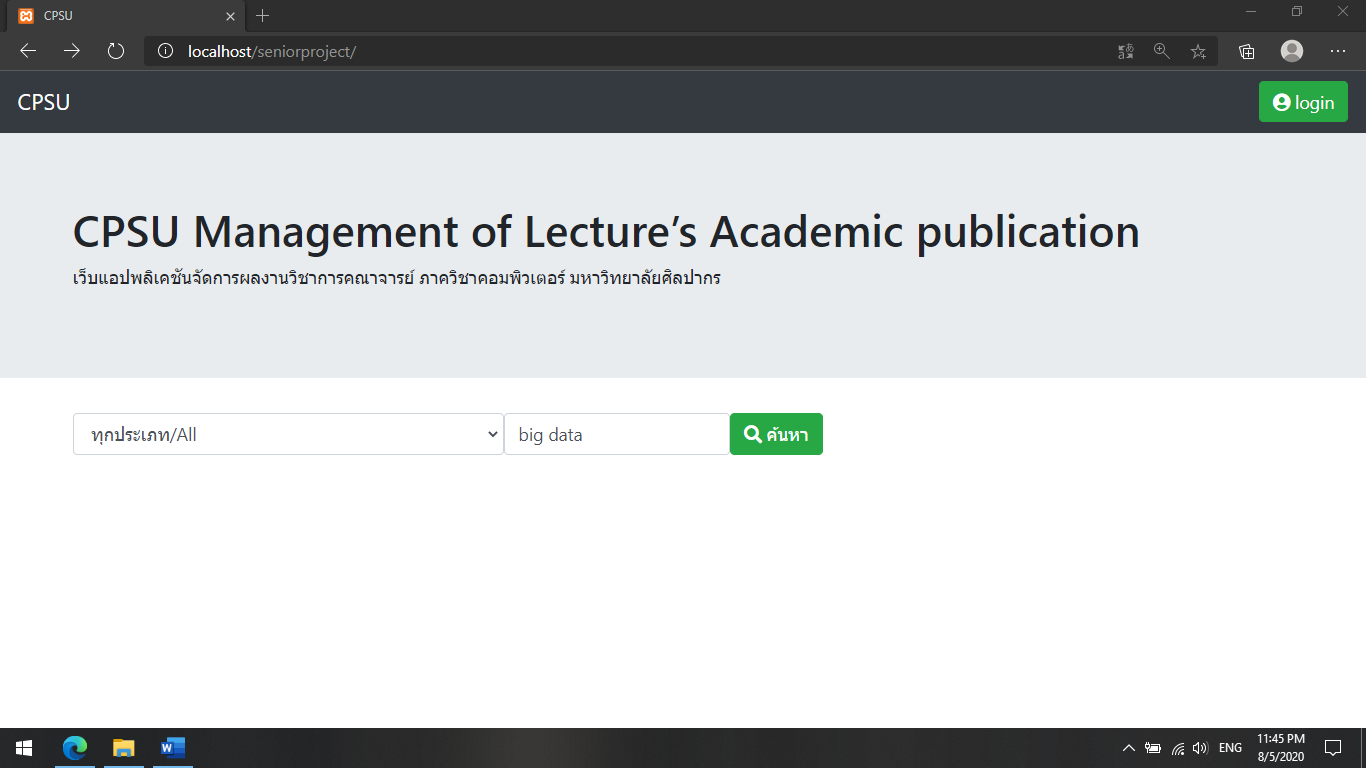 CPSU
localhost/seniorproject/
CPSU
login
CPSU Management of Lecture’s Academic publication
เว็บแอปพลิเคชันจัดการผลงานวิชาการคณาจารย์ ภาควิชาคอมพิวเตอร์ มหาวิทยาลัยศิลปากร
ทุกประเภท/All
big data
ค้นหา
ENG
11:45 PM
8/5/2020